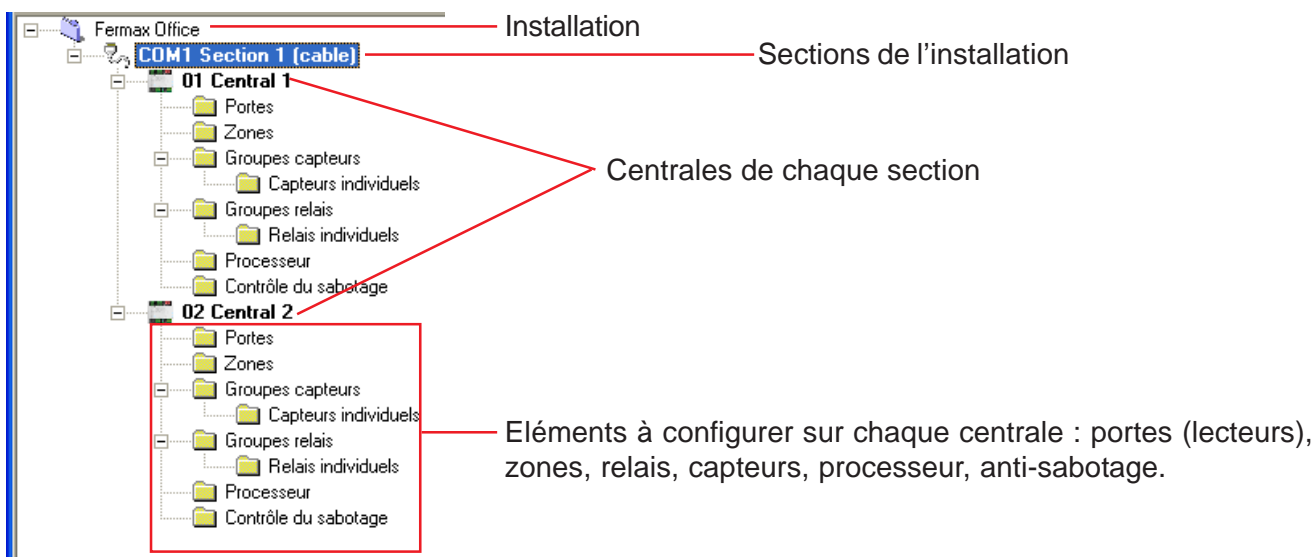 Fermax Office
Installation
COM1 Section 1 (cable)
Sections de l'installation
01 Central 1
Portes
Zones
Groupes capteurs
Centrales de chaque section
Capteurs individuels
Groupes relais
Relais individuels
Processeur
Contrôle du sabotage
02 Central 2
Portes
Zones
Groupes capteurs
Capteurs individuels
Groupes relais
Relais individuels
Processeur
Contrôle du sabotage
Eléments à configurer sur chaque centrale : portes (lecteurs),
zones, relais, capteurs, processeur, anti-sabotage.